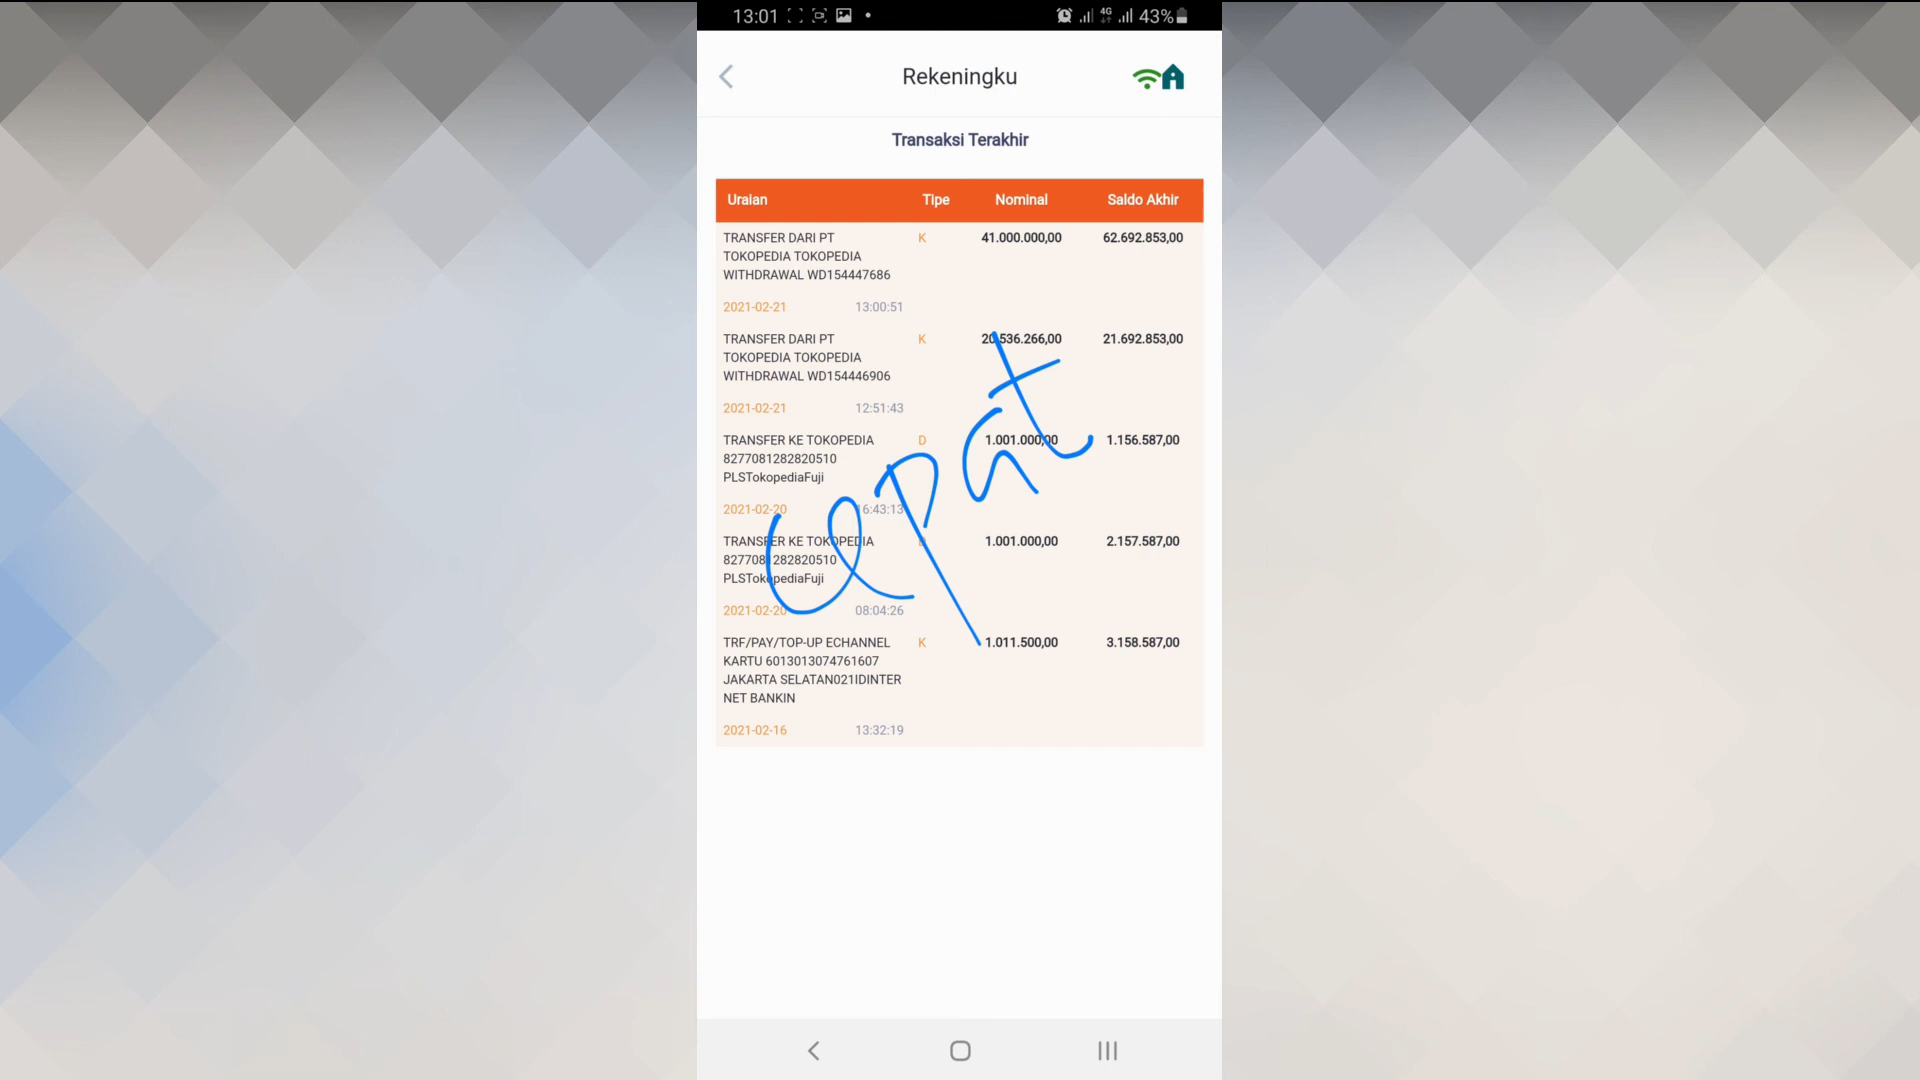 13:01
4G
43%
Rekeningku
Transaksi Terakhir
Uraian Tipe Nominal Saldo Akhir
TRANSFER DARI PT K 41.000.000,00 62.692.853,00
TOKOPEDIA TOKOPEDIA
WITHDRAWAL WD154447686
2021-02-21 13:00:51
TRANSFER DARI PT K 20.536.266,00 21.692.853,00
TOKOPEDIA TOKOPEDIA
WITHDRAWAL WD154446906
2021-02-21 12:51:43
TRANSFER KE TOKOPEDIA D 1.001.000,00 1.156.587,00
8277081282820510
PLSTokopediaFuji
2021-02-20 16:43:13
TRANSFER KE TOKOPEDIA D 1.001.000,00 2.157.587,00
8277081282820510
PLSTokopediaFuji
2021-02-20 08:04:26
TRF/PAY/TOP-UP ECHANNEL K 1.011.500,00 3.158.587,00
KARTU 6013013074761607
JAKARTA SELATAN021IDINTER
NET BANKIN
2021-02-16 13:32:19
cepat